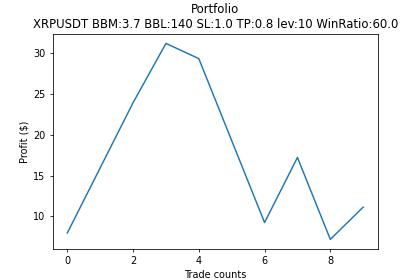 Portfolio
XRPUSDT BBM:3.7 BBL:140 SL:1.0 TP:0.8 lev:10 WinRatio:60.0
30
25
20
15
10
Profit ($)
0 2 4 6 8
Trade counts